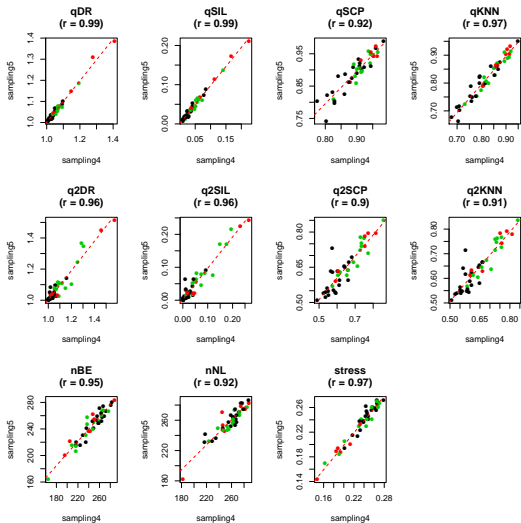 qDR
(r = 0.99)
sampling5
1.0 1.1 1.2 1.3 1.4
1.0 1.1 1.2 1.3 1.4
sampling4
qSIL
(r = 0.99)
sampling5
0.00 0.10 0.20
0.05 0.15
sampling4
qSCP
(r = 0.92)
sampling5
0.75 0.85 0.95
0.80 0.90
sampling4
qKNN
(r = 0.97)
sampling5
0.70 0.80 0.90
0.70 0.80 0.90
sampling4
q2DR
(r = 0.96)
sampling5
1.0 1.2 1.4
1.0 1.2 1.4
sampling4
q2SIL
(r = 0.96)
sampling5
0.00 0.10 0.20
0.00 0.10 0.20
sampling4
q2SCP
(r = 0.9)
sampling5
0.50 0.60 0.70 0.80
0.5 0.6 0.7
sampling4
q2KNN
(r = 0.91)
sampling5
0.50 0.60 0.70 0.80
0.50 0.60 0.70 0.80
sampling4
nBE
(r = 0.95)
sampling5
160 200 240 280
180 220 260
sampling4
nNL
(r = 0.92)
sampling5
180 220 260
180 220 260
sampling4
stress
(r = 0.97)
sampling5
0.14 0.18 0.22 0.26
0.16 0.22 0.28
sampling4